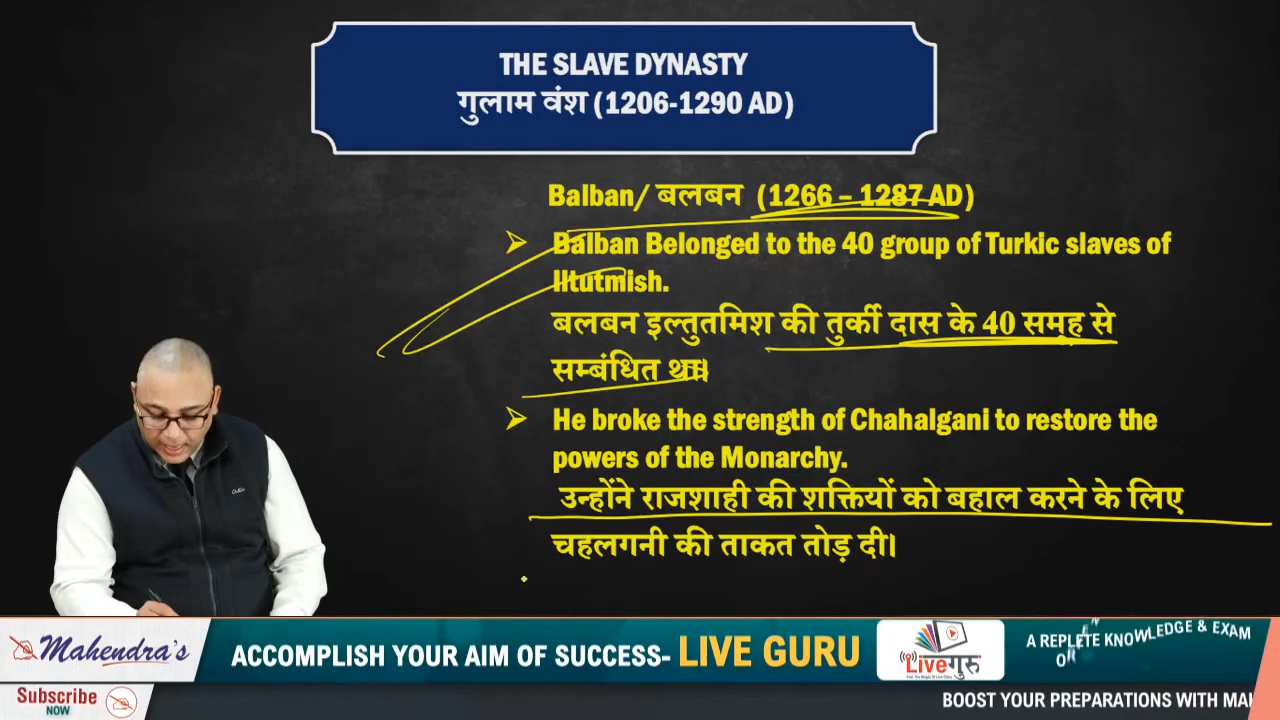 THE SLAVE DYNASTY
गुलाम वंश (1206-1290 AD)
Balban/ बलबन (1266 – 1287 AD)
Balban Belonged to the 40 group of Turkic slaves of
Iltutmish.
बलबन इल्तुतमिश की तुर्की दास के 40 समूह से
सम्बंधित था।
He broke the strength of Chahalgani to restore the
powers of the Monarchy.
उन्होंने राजशाही की शक्तियों को बहाल करने के लिए
चहलगनी की ताकत तोड़ दी।
Mahendra's
ACCOMPLISH YOUR AIM OF SUCCESS- LIVE GURU
Live गुरू
A REPLETE KNOWLEDGE & EXAM
Subscribe
NOW
BOOST YOUR PREPARATIONS WITH